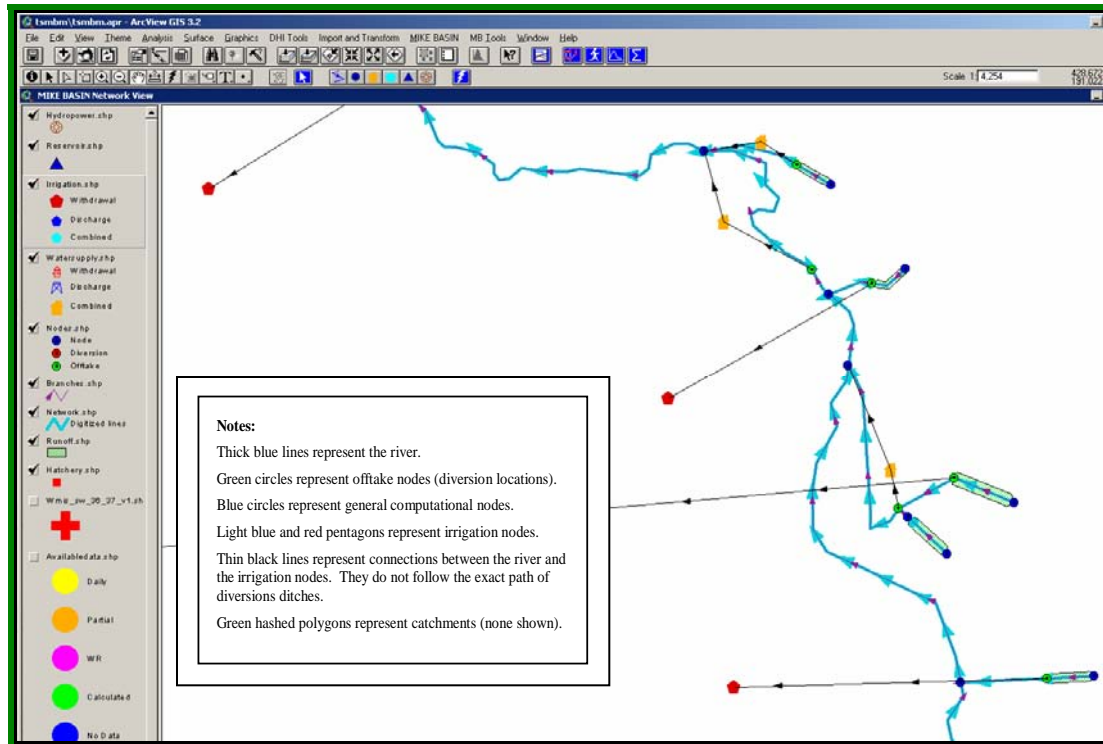 tsmbm\tsmbm.apr - ArcView GIS 3.2
File Edit View Theme Analysis Surface Graphics DHI Tools Import and Transform MIKE BASIN MB Tools Window Help
Scale 1: 4,254
MIKE BASIN Network View
Hydropower.shp
Reservoir.shp
Irrigation.shp
Withdrawal
Discharge
Combined
Watersupply.shp
Withdrawal
Discharge
Combined
Nodes.shp
Node
Diversion
Offtake
Branches.shp
Network.shp
Digitized lines
Runoff.shp
Hatchery.shp
Availabledata.shp
Daily
Partial
WR
Calculated
No Data
Notes:
Thick blue lines represent the river.
Green circles represent offtake nodes (diversion locations).
Blue circles represent general computational nodes.
Light blue and red pentagons represent irrigation nodes.
Thin black lines represent connections between the river and
the irrigation nodes. They do not follow the exact path of
diversions ditches.
Green hashed polygons represent catchments (none shown).